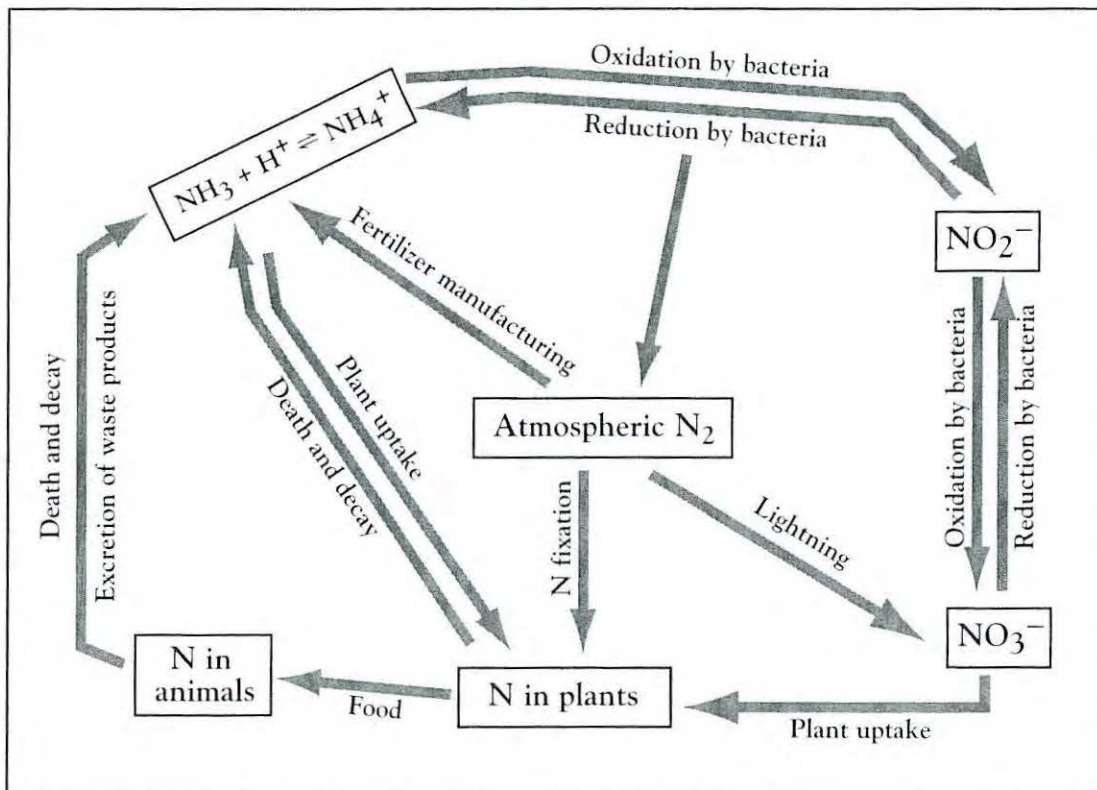 Oxidation by bacteria
Reduction by bacteria
NH₃ + H⁺ ⇌ NH₄⁺
NO₂⁻
Fertilizer manufacturing
Death and decay
Excretion of waste products
Plant uptake
Death and decay
Atmospheric N₂
Oxidation by bacteria
Reduction by bacteria
N fixation
Lightning
NO₃⁻
N in
animals
Food
N in plants
Plant uptake